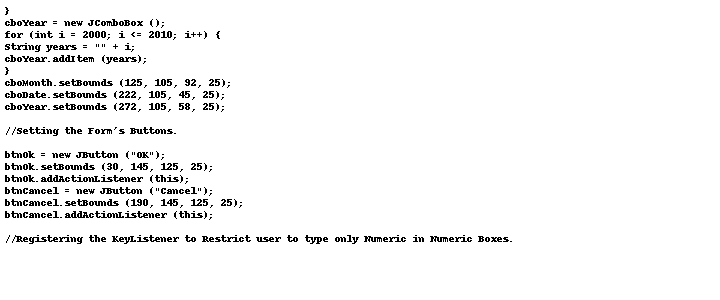 }
cboYear = new JComboBox ();
for (int i = 2000; i <= 2010; i++) {
String years = "" + i;
cboYear.addItem (years);
}
cboMonth.setBounds (125, 105, 92, 25);
cboDate.setBounds (222, 105, 45, 25);
cboYear.setBounds (272, 105, 58, 25);
//Setting the Form's Buttons.
btnOk = new JButton ("OK");
btnOk.setBounds (30, 145, 125, 25);
btnOk.addActionListener (this);
btnCancel = new JButton ("Cancel");
btnCancel.setBounds (190, 145, 125, 25);
btnCancel.addActionListener (this);
//Registering the KeyListener to Restrict user to type only Numeric in Numeric Boxes.